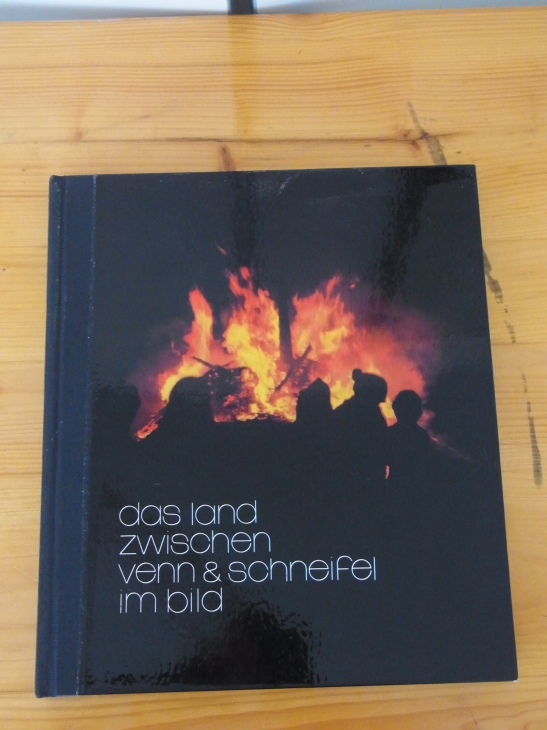 das land
zwischen
venn & schneifel
im bild